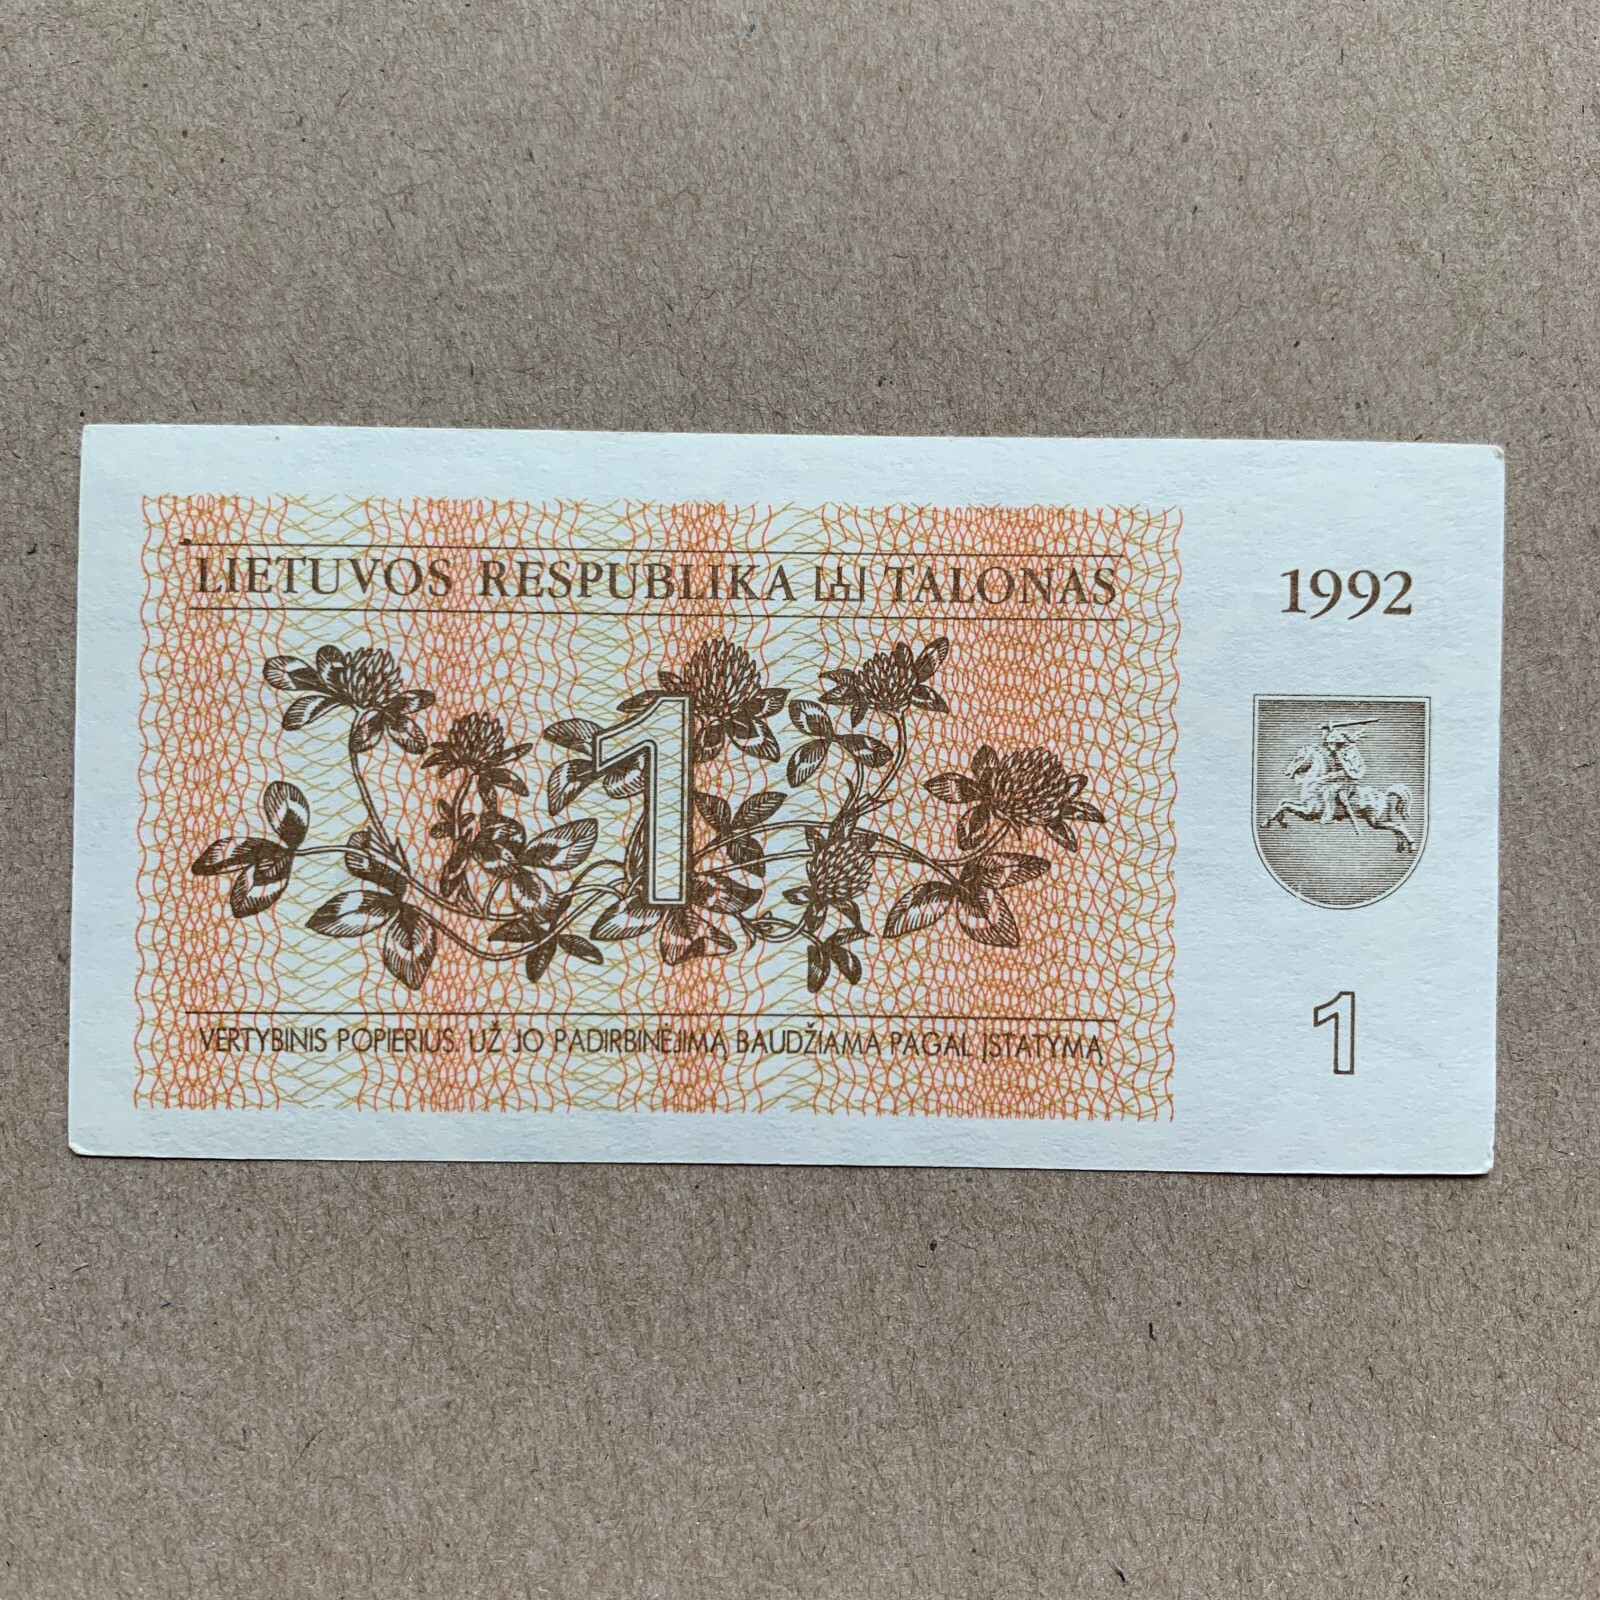 LIETUVOS RESPUBLIKA TALONAS
1992
1
VERTYBINIS POPIERIUS. UŽ JO PADIRBINĖJIMĄ BAUDŽIAMA PAGAL ĮSTATYMĄ
1